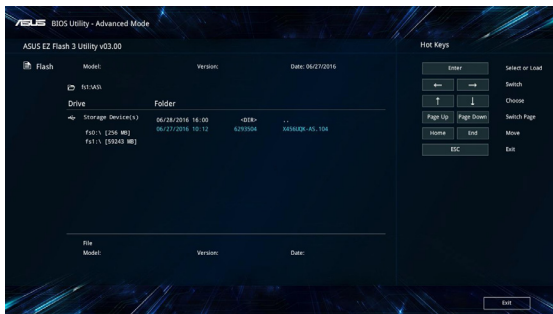 ASUS BIOS Utility - Advanced Mode
ASUS EZ Flash 3 Utility v03.00
Hot Keys
Flash Model: Version: Date: 06/27/2016
fs1:\AS\
Drive Folder
Storage Device(s)
fs0:\ [256 MB]
fs1:\ [59243 MB]
06/28/2016 16:00 <DIR> ..
06/27/2016 10:12 6293504 X456UQK-AS.104
File
Model: Version: Date:
Enter Select or Load
← → Switch
↑ ↓ Choose
Page Up Page Down Switch Page
Home End Move
ESC Exit
Exit